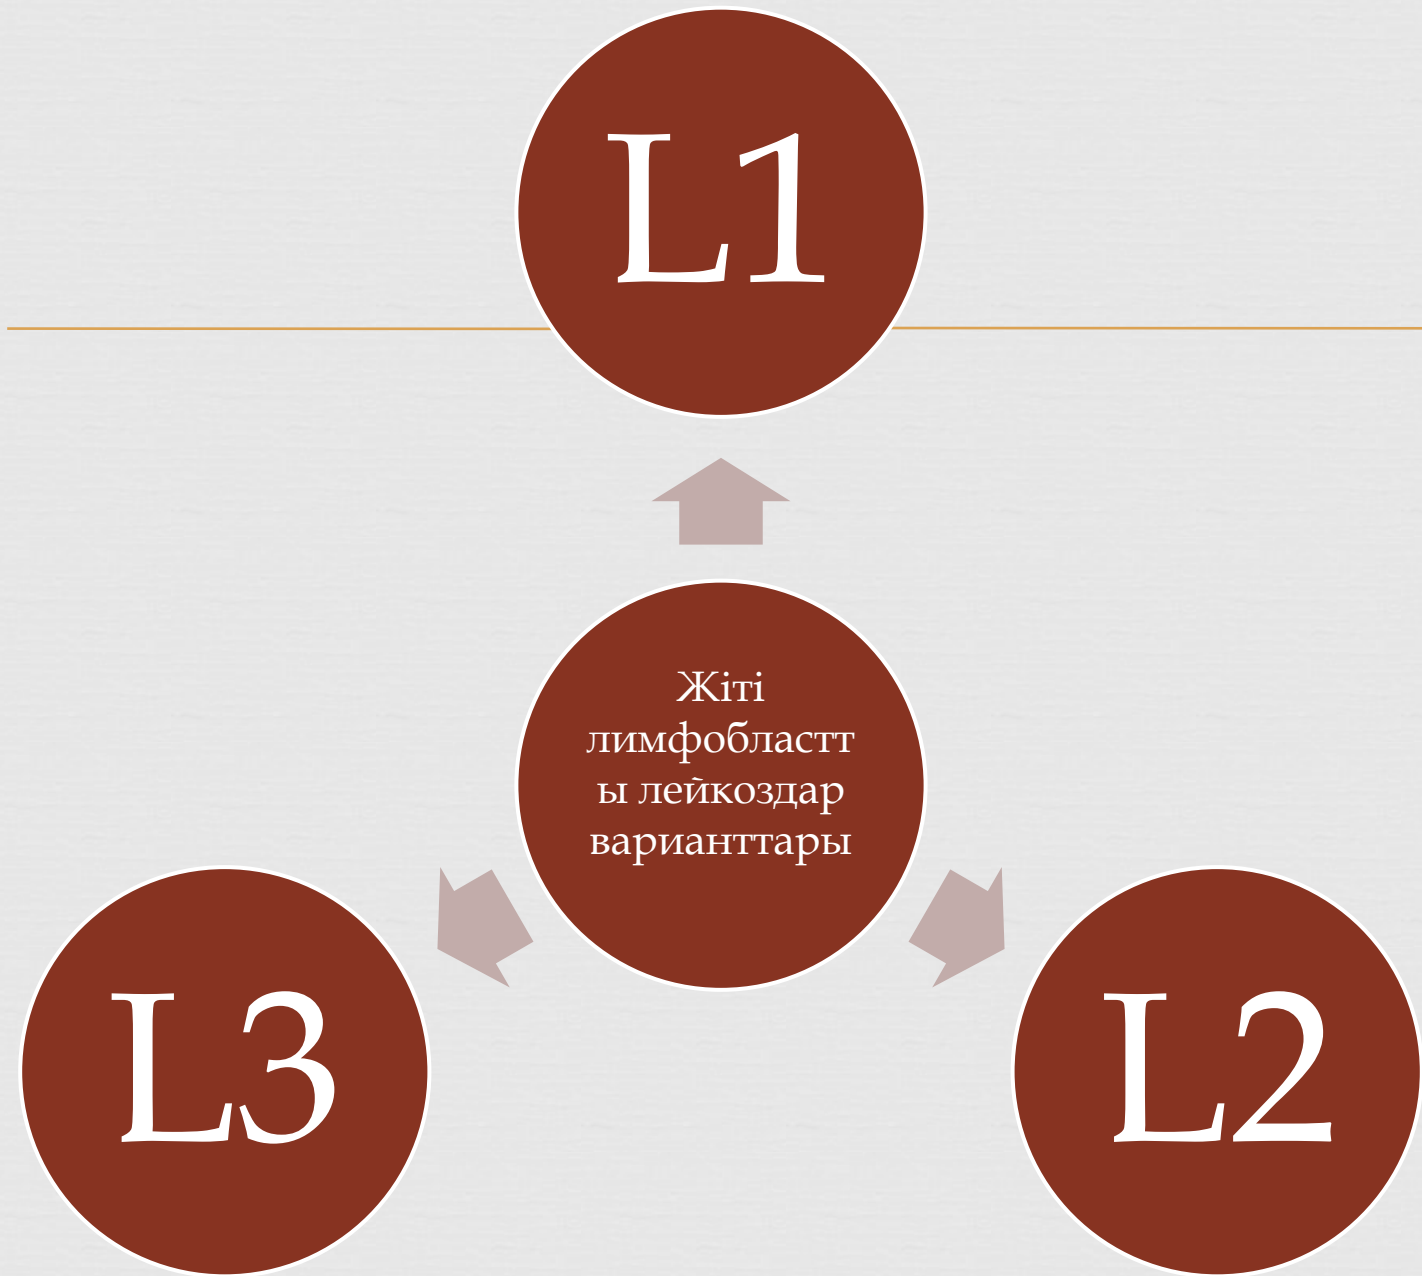 L1
Жіті
лимфобластт
ы лейкоздар
варианттары
L3
L2